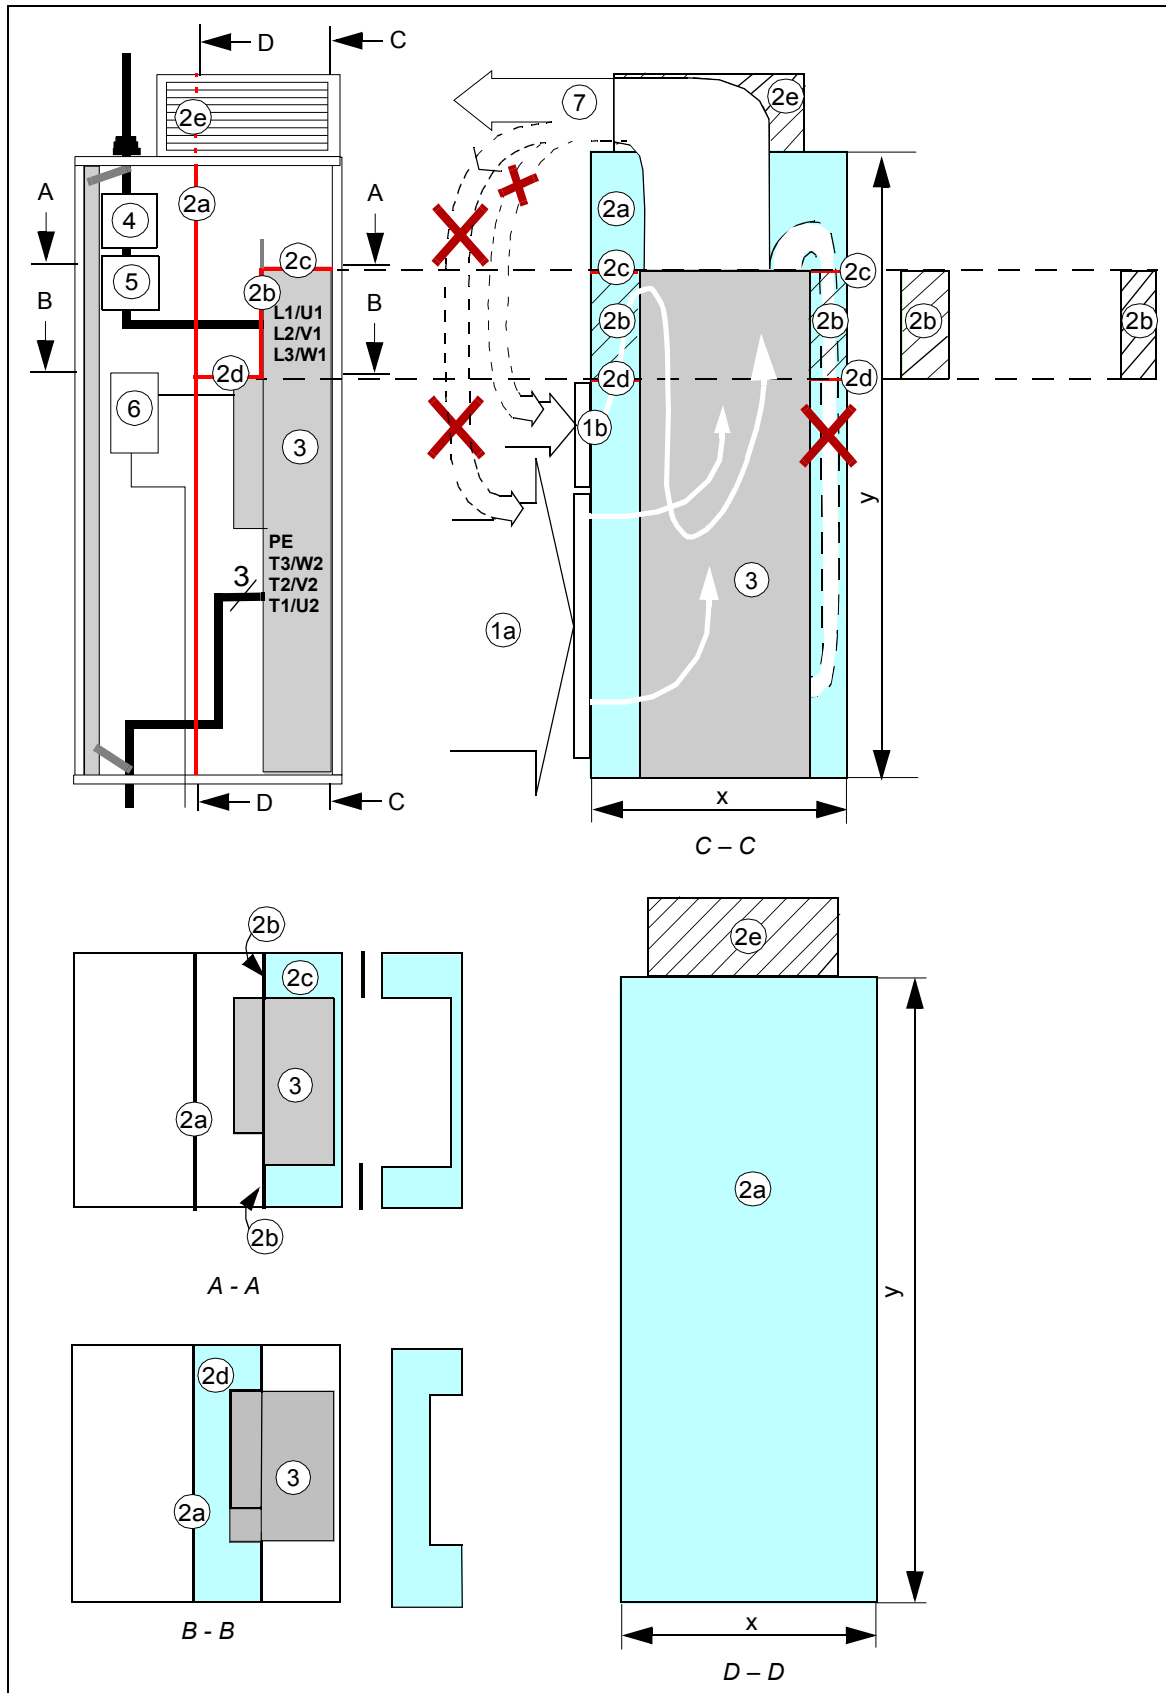 D
C
2e
7
2e
A
4
2a
A
2a
5
2c
2c
2c
B
2b
B
2b
2b
2b
2b
L1/U1
L2/V1
L3/W1
2d
2d
2d
6
3
1b
PE
T3/W2
3
T2/V2
T1/U2
3
1a
y
D
C
x
C – C
2b
2e
2c
3
2a
2a
2b
A - A
y
2d
3
2a
x
B - B
D – D